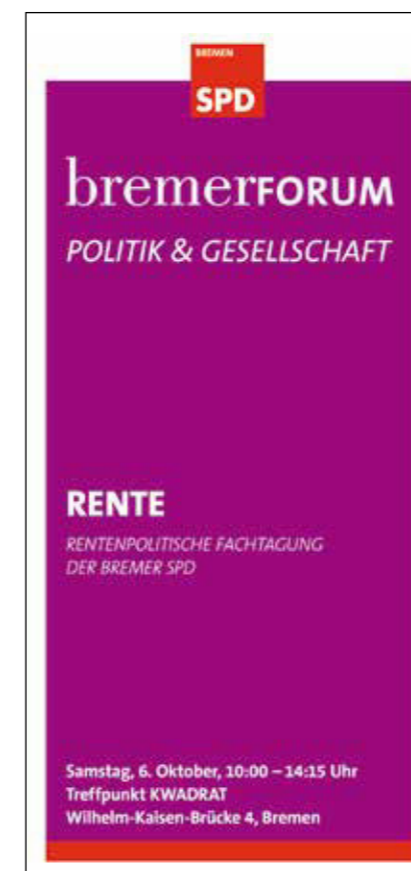 BREMEN
SPD
bremerFORUM
POLITIK & GESELLSCHAFT
RENTE
RENTENPOLITISCHE FACHTAGUNG
DER BREMER SPD
Samstag, 6. Oktober, 10:00 – 14:15 Uhr
Treffpunkt KWADRAT
Wilhelm-Kaisen-Brücke 4, Bremen